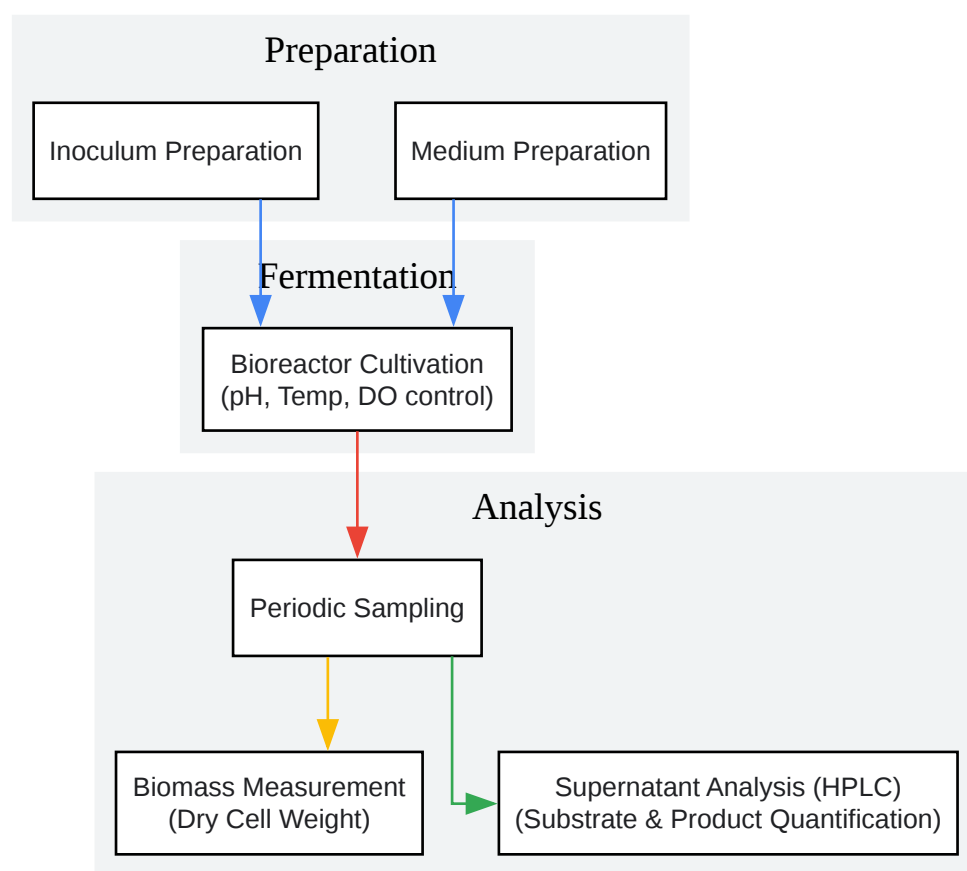 Preparation
Inoculum Preparation
Medium Preparation
Fermentation
Bioreactor Cultivation
(pH, Temp, DO control)
Analysis
Periodic Sampling
Biomass Measurement
(Dry Cell Weight)
Supernatant Analysis (HPLC)
(Substrate & Product Quantification)